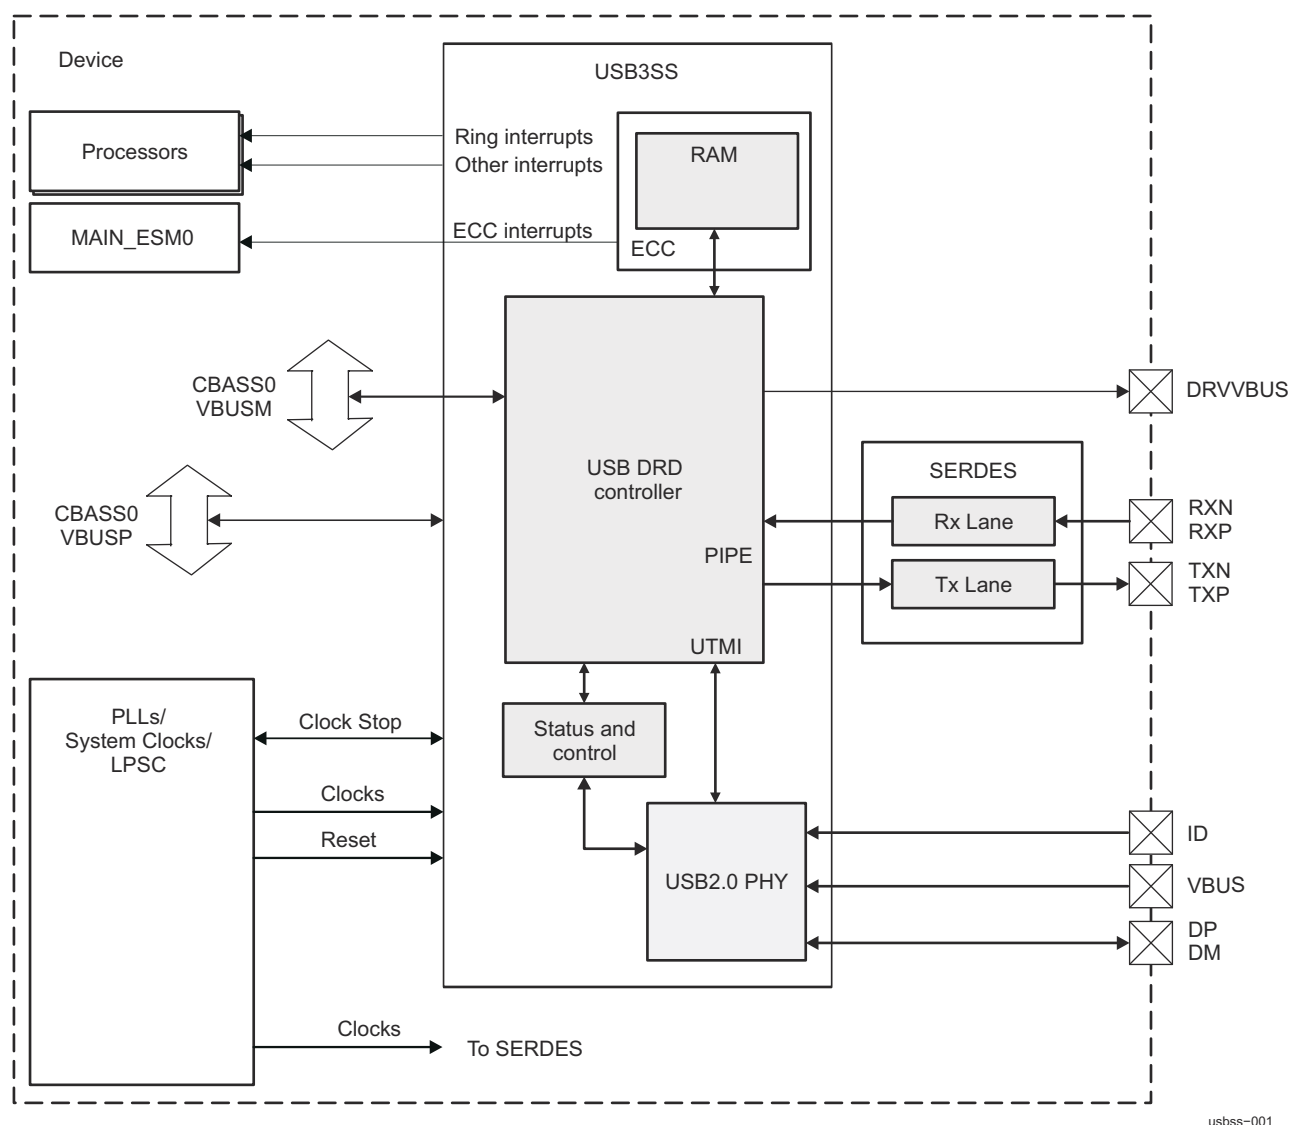 Device
USB3SS
Processors
Ring interrupts
Other interrupts
RAM
MAIN_ESM0
ECC interrupts
ECC
CBASS0
VBUSM
DRVVBUS
USB DRD
controller
SERDES
CBASS0
VBUSP
Rx Lane
RXN
RXP
PIPE
Tx Lane
TXN
TXP
UTMI
PLLs/
System Clocks/
LPSC
Clock Stop
Status and
control
Clocks
Reset
ID
USB2.0 PHY
VBUS
DP
DM
Clocks
To SERDES
usbss-001